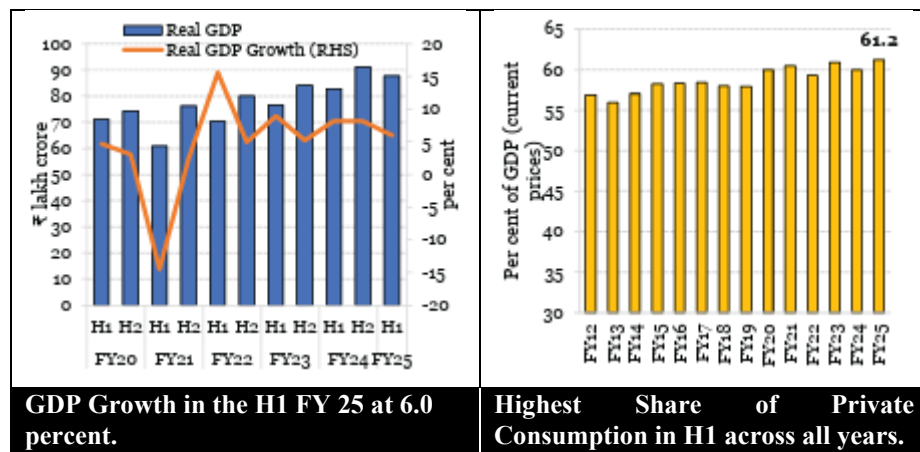 Real GDP
Real GDP Growth (RHS)
100
90
80
70
60
50
40
30
20
10
0
₹ lakh crore
20
15
10
5
0
-5
-10
-15
-20
per cent
H1 H2 H1 H2 H1 H2 H1 H2 H1 H2 H1
FY20 FY21 FY22 FY23 FY24 FY25
GDP Growth in the H1 FY 25 at 6.0
percent.
61.2
65
60
55
50
45
40
35
30
Per cent of GDP (current
prices)
FY12 FY13 FY14 FY15 FY16 FY17 FY18 FY19 FY20 FY21 FY22 FY23 FY24 FY25
Highest Share of Private
Consumption in H1 across all years.